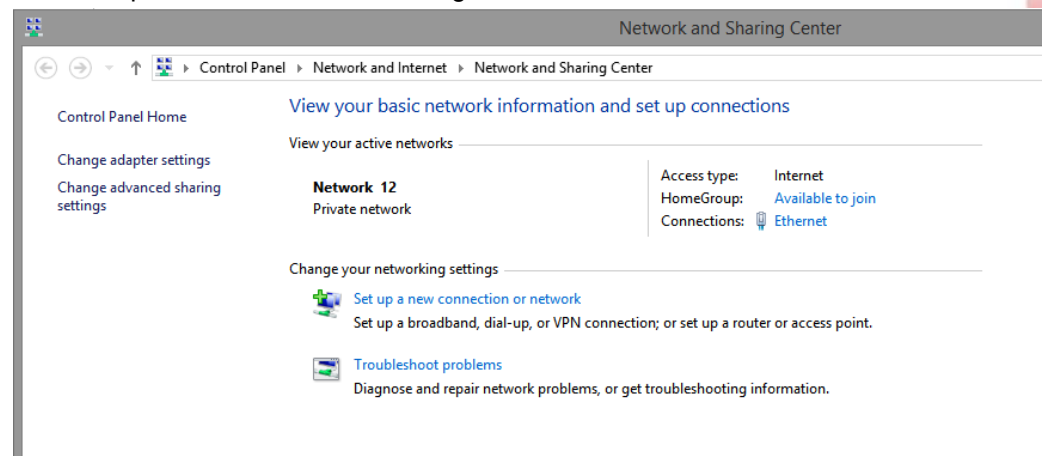 Network and Sharing Center
Control Panel Network and Internet Network and Sharing Center
Control Panel Home
Change adapter settings
Change advanced sharing
settings
View your basic network information and set up connections
View your active networks
Network 12
Private network
Access type: Internet
HomeGroup: Available to join
Connections: Ethernet
Change your networking settings
Set up a new connection or network
Set up a broadband, dial-up, or VPN connection; or set up a router or access point.
Troubleshoot problems
Diagnose and repair network problems, or get troubleshooting information.